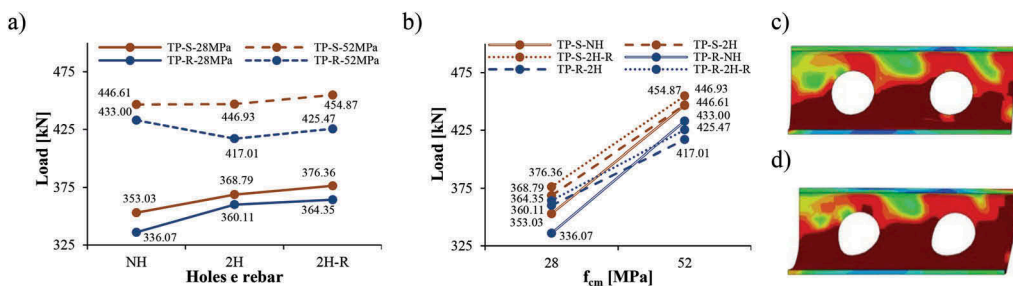 a)
TP-S-28MPa
TP-S-52MPa
TP-R-28MPa
TP-R-52MPa
Load [kN]
475
425
375
325
446.61
433.00
446.93
417.01
454.87
425.47
353.03
336.07
368.79
360.11
376.36
364.35
NH
2H
2H-R
Holes e rebar
b)
TP-S-NH
TP-S-2H
TP-S-2H-R
TP-R-NH
TP-R-2H
TP-R-2H-R
Load [kN]
475
425
375
325
454.87
446.93
446.61
433.00
425.47
417.01
376.36
368.79
364.35
360.11
353.03
336.07
28
52
fcm [MPa]
c)
d)